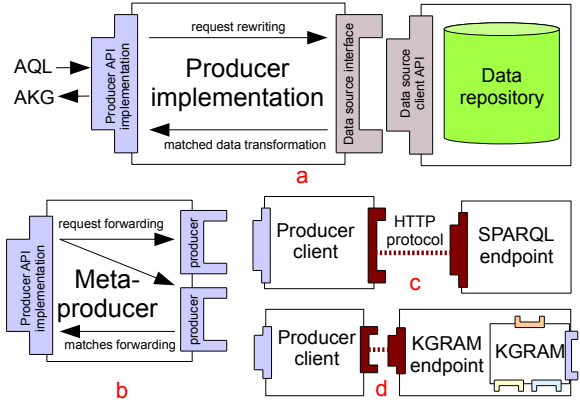 request rewriting
AQL
AKG
Producer API
implementation
Producer
implementation
Data source interface
Data source
client API
Data
repository
matched data transformation
a
Producer API
implementation
request forwarding
producer
Meta-
producer
producer
matches forwarding
b
Producer
client
HTTP
protocol
SPARQL
endpoint
c
Producer
client
KGRAM
endpoint
KGRAM
d